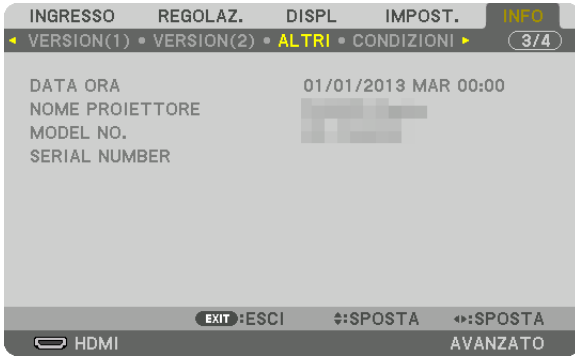 INGRESSO REGOLAZ. DISPL IMPOST. INFO
VERSION(1) • VERSION(2) • ALTRI • CONDIZIONI 3/4
DATA ORA 01/01/2013 MAR 00:00
NOME PROIETTORE
MODEL NO.
SERIAL NUMBER
EXIT :ESCI :SPOSTA :SPOSTA
HDMI AVANZATO